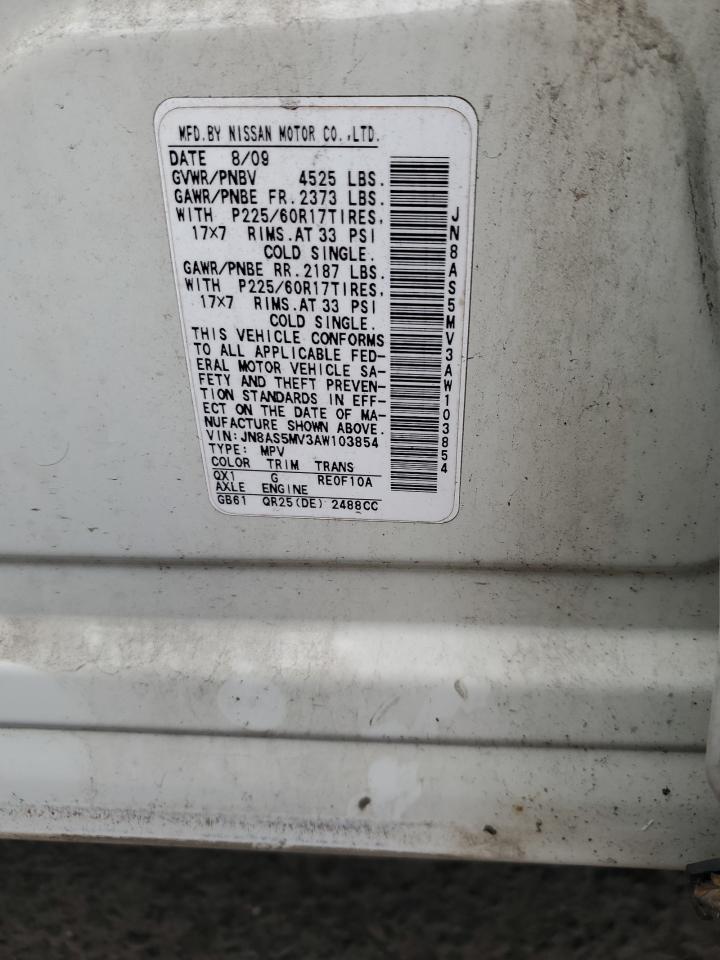 MFD.BY NISSAN MOTOR CO.,LTD.
DATE 8/09
GVWR/PNBV 4525 LBS.
GAWR/PNBE FR.2373 LBS.
WITH P225/60R17TIRES,
17X7 RIMS.AT 33 PSI
COLD SINGLE.
GAWR/PNBE RR.2187 LBS.
WITH P225/60R17TIRES,
17X7 RIMS.AT 33 PSI
COLD SINGLE.
THIS VEHICLE CONFORMS
TO ALL APPLICABLE FED-
ERAL MOTOR VEHICLE SA-
FETY AND THEFT PREVEN-
TION STANDARDS IN EFF-
ECT ON THE DATE OF MA-
NUFACTURE SHOWN ABOVE.
VIN:JN8AS5MV3AW103854
TYPE: MPV
COLOR TRIM TRANS
QX1 G RE0F10A
AXLE ENGINE
GB61 QR25(DE) 2488CC
JN8AS5MV3AW103854